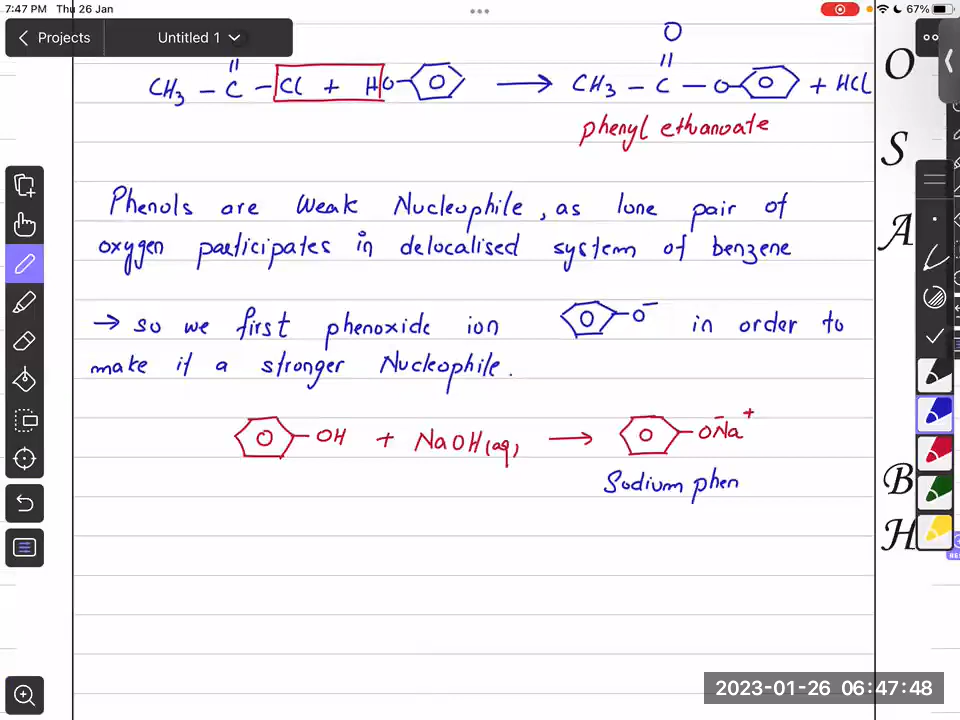 7:47 PM Thu 26 Jan
67%
Projects
Untitled 1
O
O
CH3 - C - Cl + HO- → CH3 - C - O- + HCl
phenyl ethanoate
S
Phenols are weak Nucleophile, as lone pair of
A
oxygen participates in delocalised system of benzene
→ so we first phenoxide ion O⁻ in order to
make it a stronger Nucleophile.
OH + NaOH(aq) → ŌNa⁺
Sodium phen
B
H
2023-01-26 06:47:48